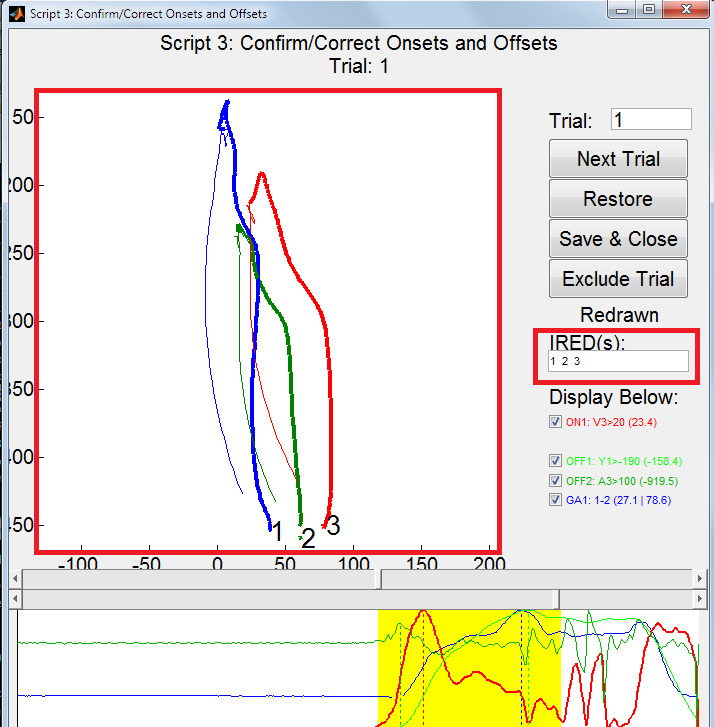 Script 3: Confirm/Correct Onsets and Offsets
Script 3: Confirm/Correct Onsets and Offsets
Trial: 1
Trial: 1
Next Trial
Restore
Save & Close
Exclude Trial
Redrawn
IRED(s):
1 2 3
Display Below:
ON1: V3>20 (23.4)
OFF1: Y1>-190 (-158.4)
OFF2: A3>100 (-919.5)
GA1: 1-2 (27.1 | 78.6)
50
200
250
300
350
400
450
1 2 3
-100 -50 0 50 100 150 200